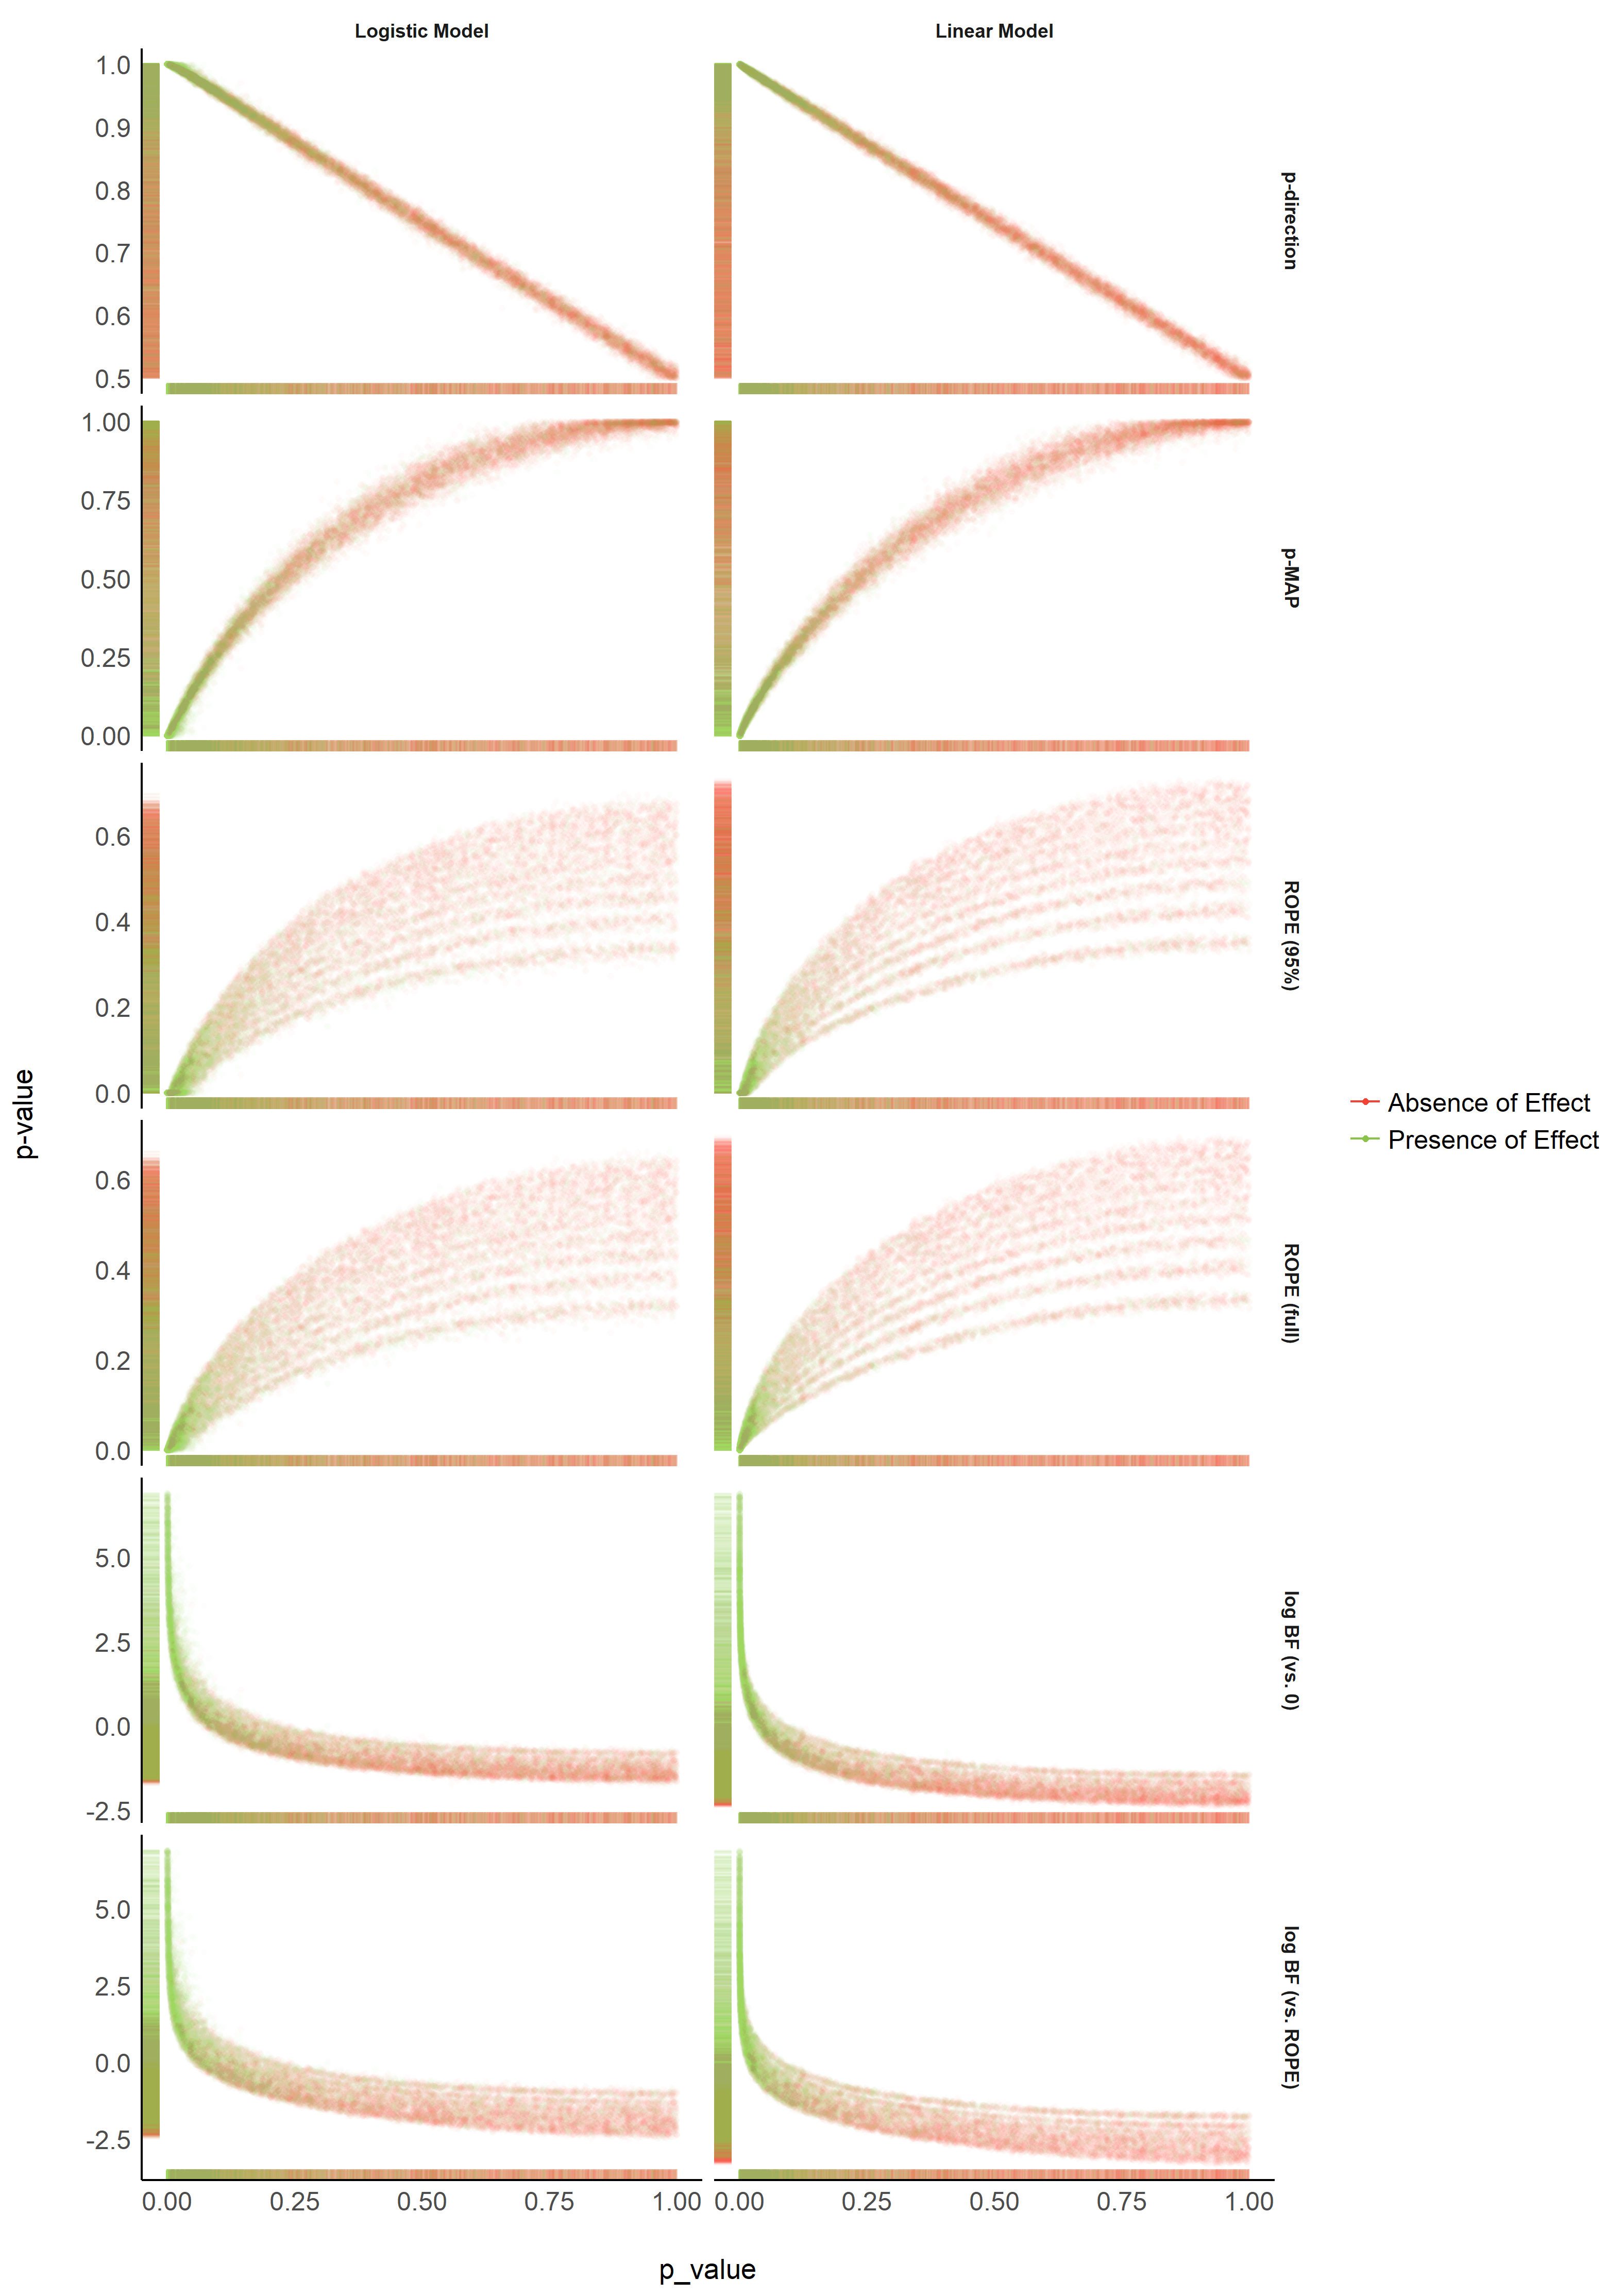 Logistic Model
Linear Model
1.0
0.9
0.8
0.7
0.6
0.5
p-direction
1.00
0.75
0.50
0.25
0.00
p-MAP
0.6
0.4
0.2
0.0
ROPE (95%)
p-value
Absence of Effect
Presence of Effect
0.6
0.4
0.2
0.0
ROPE (full)
5.0
2.5
0.0
-2.5
log BF (vs. 0)
5.0
2.5
0.0
-2.5
log BF (vs. ROPE)
0.00 0.25 0.50 0.75 1.00 0.00 0.25 0.50 0.75 1.00
p_value